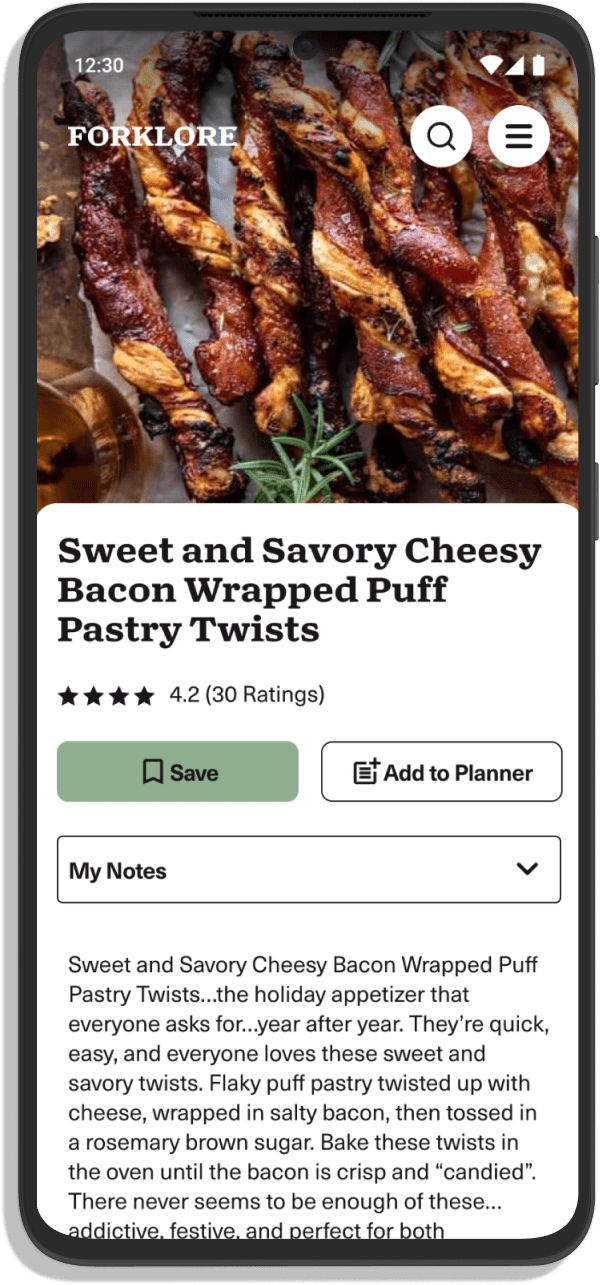 12:30
FORKLORE
Sweet and Savory Cheesy
Bacon Wrapped Puff
Pastry Twists
4.2 (30 Ratings)
Save
Add to Planner
My Notes
Sweet and Savory Cheesy Bacon Wrapped Puff
Pastry Twists...the holiday appetizer that
everyone asks for...year after year. They’re quick,
easy, and everyone loves these sweet and
savory twists. Flaky puff pastry twisted up with
cheese, wrapped in salty bacon, then tossed in
a rosemary brown sugar. Bake these twists in
the oven until the bacon is crisp and “candied”.
There never seems to be enough of these...
addictive, festive, and perfect for both